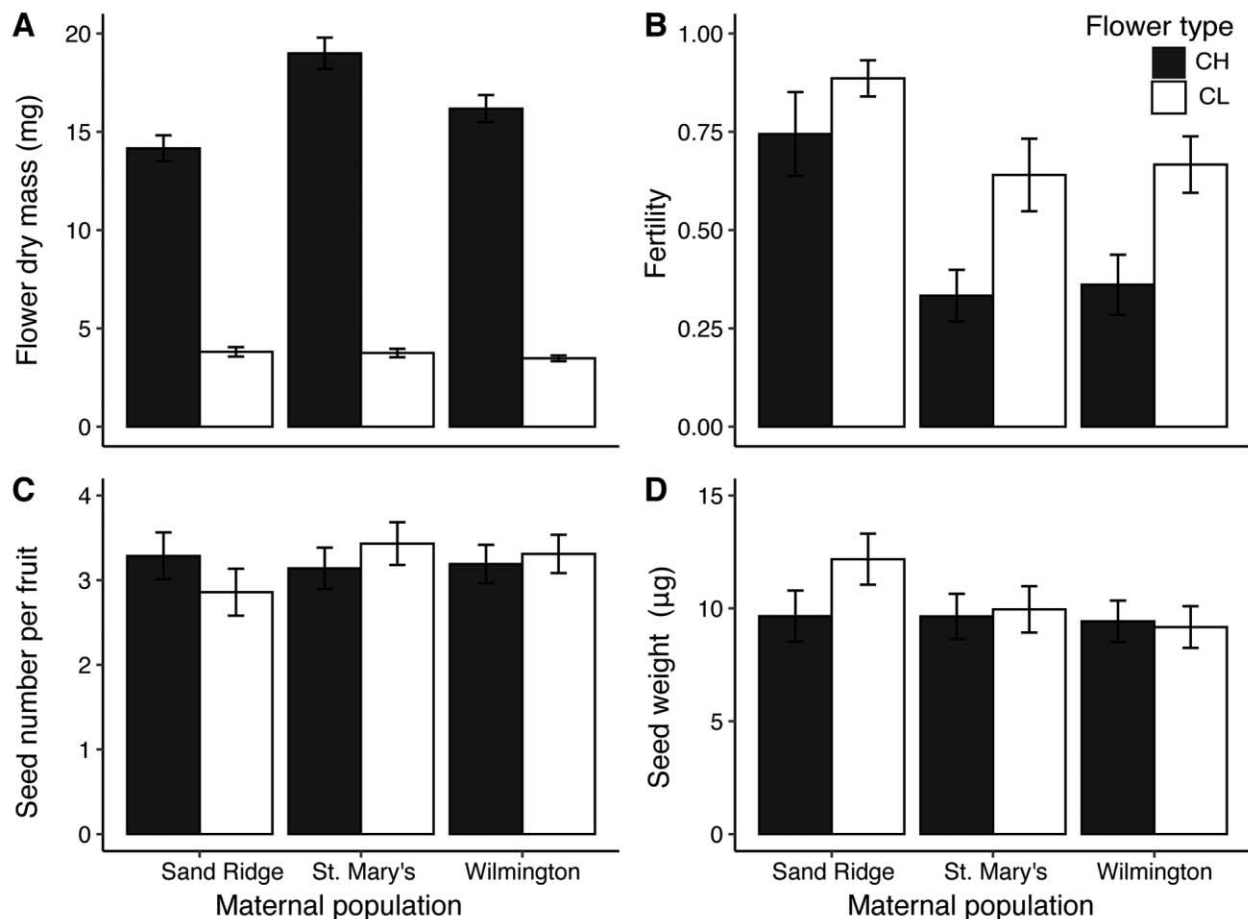 A
Flower dry mass (mg)
20
15
10
5
0
B
Fertility
1.00
0.75
0.50
0.25
0.00
Flower type
CH
CL
C
Seed number per fruit
4
3
2
1
0
Sand Ridge St. Mary's Wilmington
Maternal population
D
Seed weight (µg)
15
10
5
0
Sand Ridge St. Mary's Wilmington
Maternal population